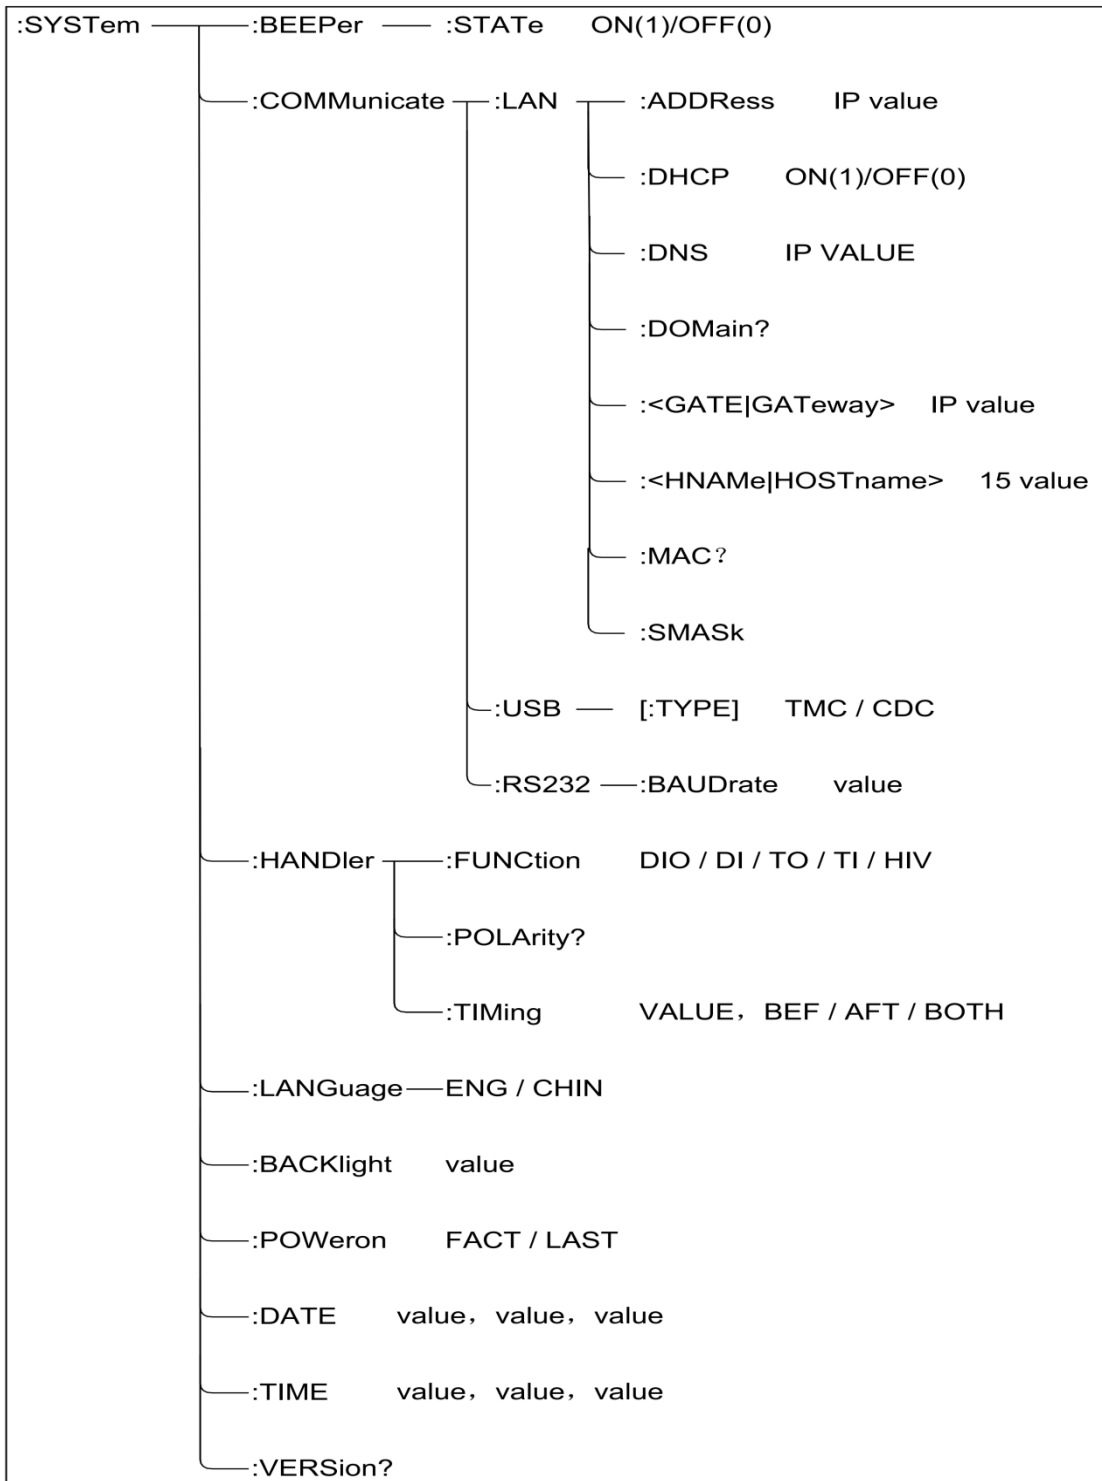 :SYSTem :BEEPer :STATe ON(1)/OFF(0)
:COMMunicate :LAN :ADDRess IP value
:DHCP ON(1)/OFF(0)
:DNS IP VALUE
:DOMain?
:<GATE|GATeway> IP value
:<HNAMe|HOSTname> 15 value
:MAC？
:SMASk
:USB [:TYPE] TMC / CDC
:RS232 :BAUDrate value
:HANDler :FUNCtion DIO / DI / TO / TI / HIV
:POLArity?
:TIMing VALUE，BEF / AFT / BOTH
:LANGuage ENG / CHIN
:BACKlight value
:POWeron FACT / LAST
:DATE value，value，value
:TIME value，value，value
:VERSion?